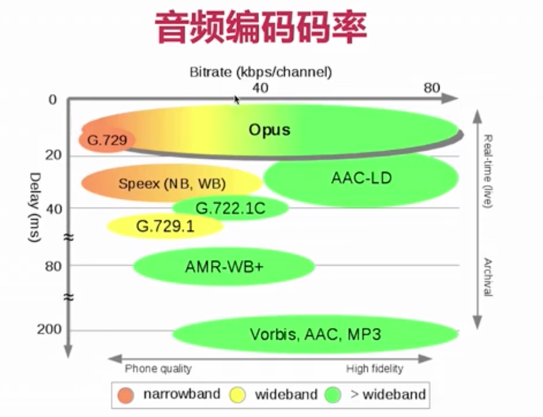 音频编码码率
Bitrate (kbps/channel)
40
80
0
Opus
G.729
20
Speex (NB, WB)
AAC-LD
Delay (ms)
Real-time (live)
40
G.722.1C
G.729.1
≈
80
AMR-WB+
Archival
≈
200
Vorbis, AAC, MP3
Phone quality
High fidelity
narrowband
wideband
> wideband